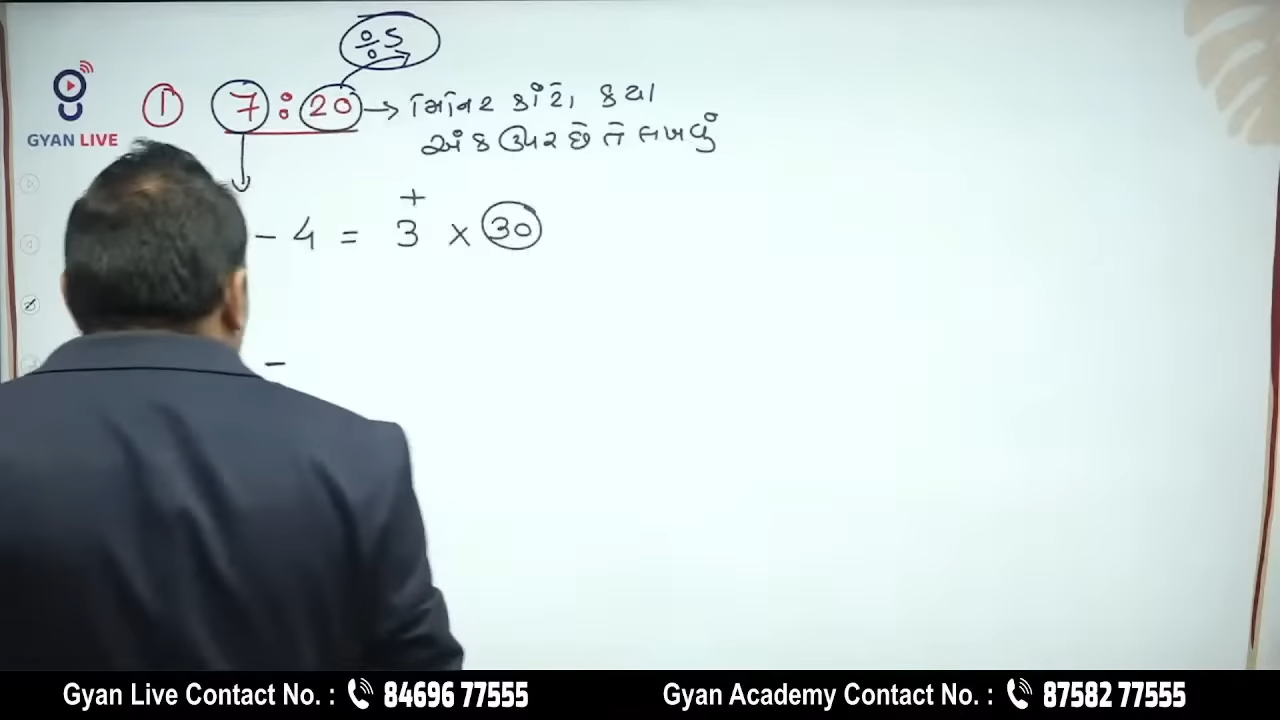 ÷5
GYAN LIVE
① 7 : 20 → મિનિટ કાંટો કયા
અંક ઉપર છે તે લખવું
- 4 = 3 × 30
+
-
Gyan Live Contact No. : 84696 77555
Gyan Academy Contact No. : 87582 77555